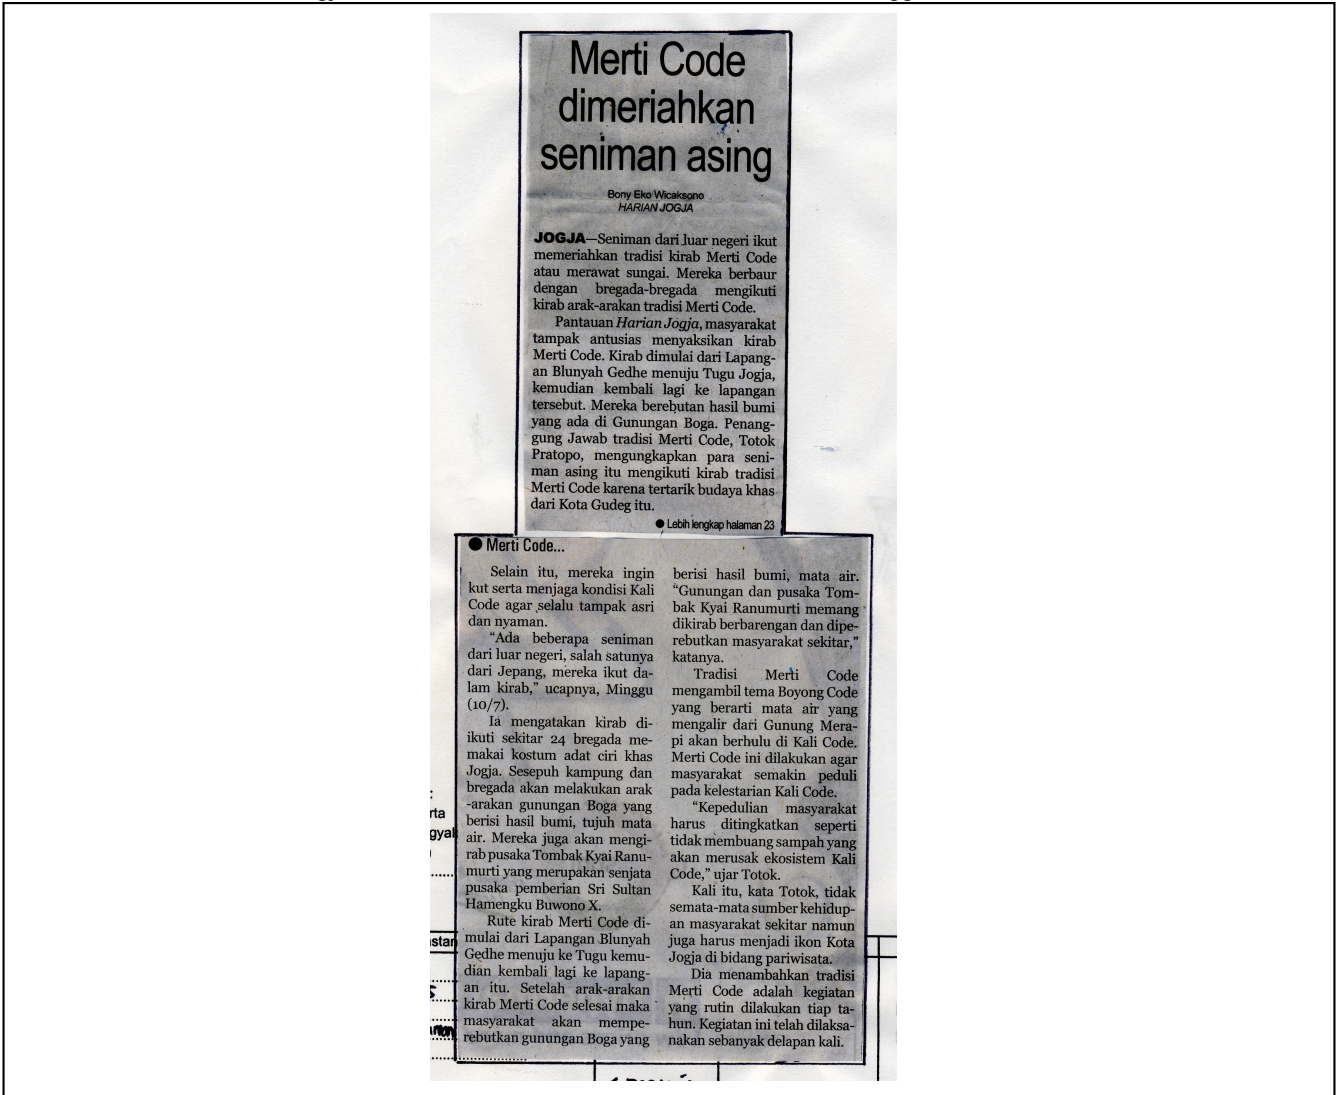 Merti Code
dimeriahkan
seniman asing
Bony Eko Wicaksono
HARIAN JOGJA
JOGJA—Seniman dari luar negeri ikut
memeriahkan tradisi kirab Merti Code
atau merawat sungai. Mereka berbaur
dengan bregada-bregada mengikuti
kirab arak-arakan tradisi Merti Code.
Pantauan Harian Jogja, masyarakat
tampak antusias menyaksikan kirab
Merti Code. Kirab dimulai dari Lapang-
an Blunyah Gedhe menuju Tugu Jogja,
kemudian kembali lagi ke lapangan
tersebut. Mereka berebutan hasil bumi
yang ada di Gunungan Boga. Penang-
gung Jawab tradisi Merti Code, Totok
Pratopo, mengungkapkan para seni-
man asing itu mengikuti kirab tradisi
Merti Code karena tertarik budaya khas
dari Kota Gudeg itu.
● Lebih lengkap halaman 23
● Merti Code...
Selain itu, mereka ingin
kut serta menjaga kondisi Kali
Code agar selalu tampak asri
dan nyaman.
“Ada beberapa seniman
dari luar negeri, salah satunya
dari Jepang, mereka ikut da-
lam kirab,” ucapnya, Minggu
(10/7).
Ia mengatakan kirab di-
ikuti sekitar 24 bregada me-
makai kostum adat ciri khas
Jogja. Sesepuh kampung dan
bregada akan melakukan arak
-arakan gunungan Boga yang
berisi hasil bumi, tujuh mata
air. Mereka juga akan mengi-
rab pusaka Tombak Kyai Ranu-
murti yang merupakan senjata
pusaka pemberian Sri Sultan
Hamengku Buwono X.
Rute kirab Merti Code di-
mulai dari Lapangan Blunyah
Gedhe menuju ke Tugu kemu-
dian kembali lagi ke lapang-
an itu. Setelah arak-arakan
kirab Merti Code selesai maka
masyarakat akan mempe-
rebutkan gunungan Boga yang
berisi hasil bumi, mata air.
“Gunungan dan pusaka Tom-
bak Kyai Ranumurti memang
dikirab berbarengan dan dipe-
rebutkan masyarakat sekitar,”
katanya.
Tradisi Merti Code
mengambil tema Boyong Code
yang berarti mata air yang
mengalir dari Gunung Mera-
pi akan berhulu di Kali Code.
Merti Code ini dilakukan agar
masyarakat semakin peduli
pada kelestarian Kali Code.
“Kepedulian masyarakat
harus ditingkatkan seperti
tidak membuang sampah yang
akan merusak ekosistem Kali
Code,” ujar Totok.
Kali itu, kata Totok, tidak
semata-mata sumber kehidup-
an masyarakat sekitar namun
juga harus menjadi ikon Kota
Jogja di bidang pariwisata.
Dia menambahkan tradisi
Merti Code adalah kegiatan
yang rutin dilakukan tiap ta-
hun. Kegiatan ini telah dilaksa-
nakan sebanyak delapan kali.